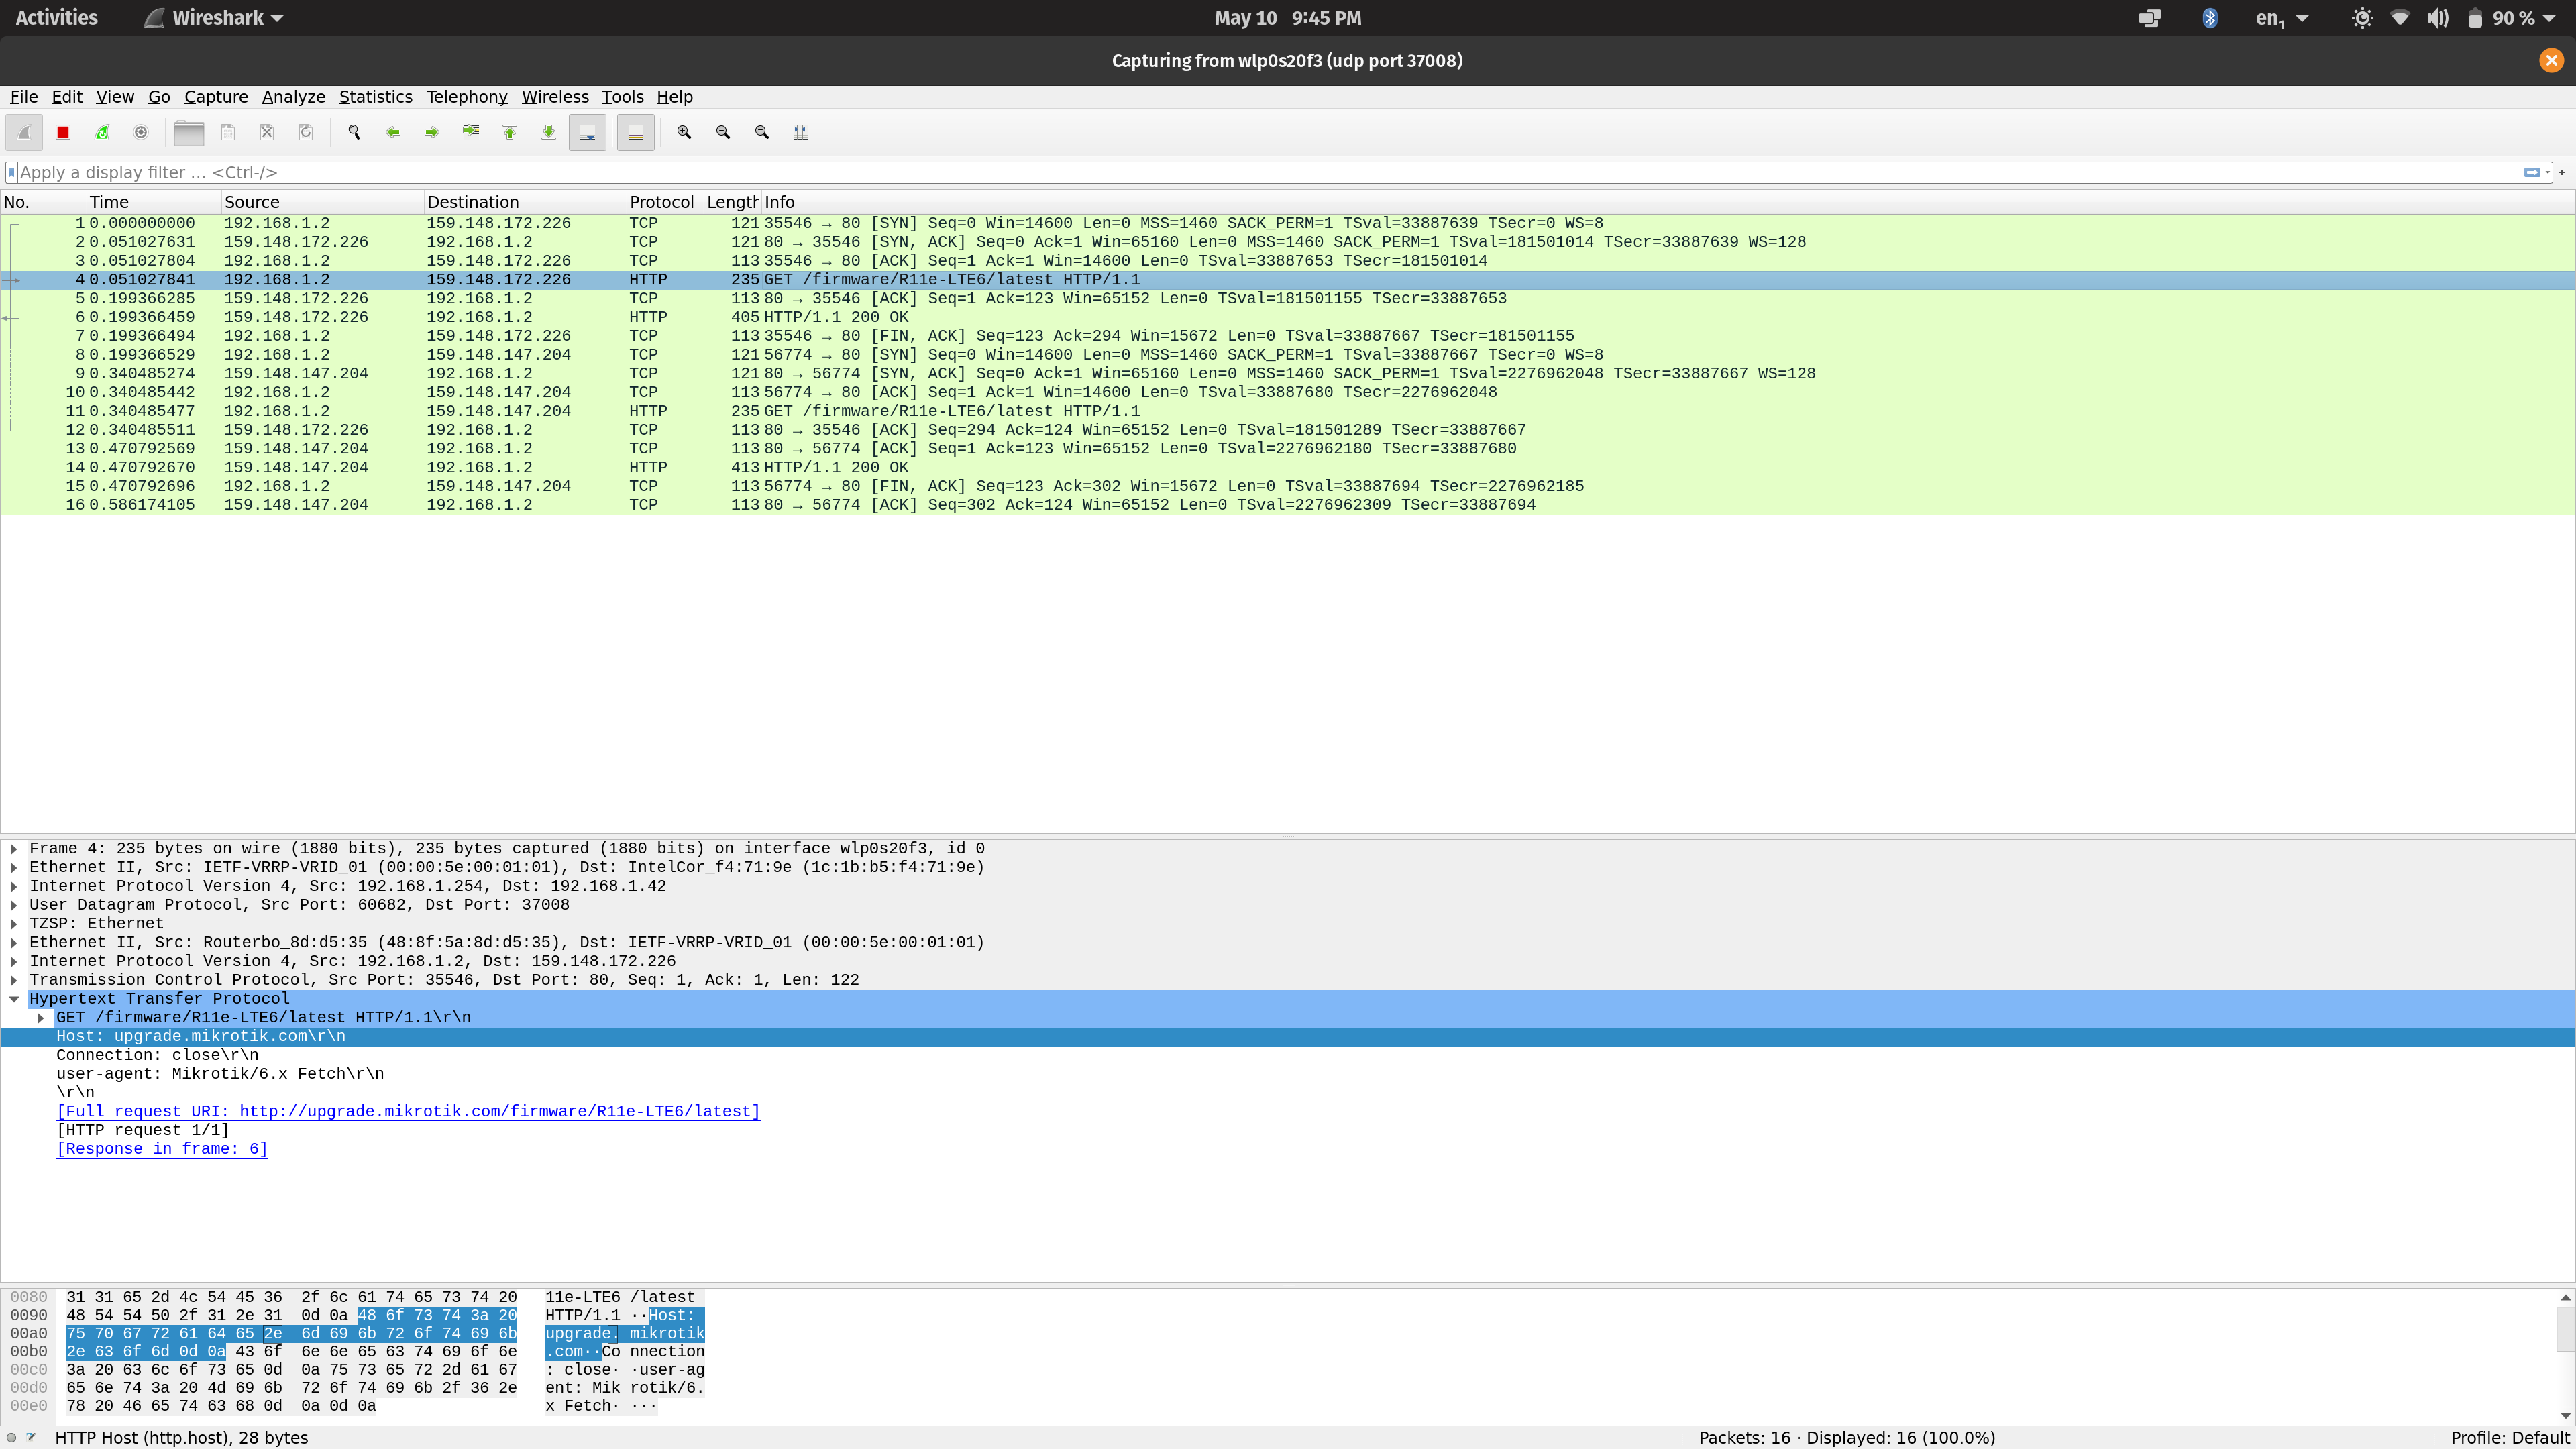 Activities Wireshark May 10 9:45 PM en1 90 %
Capturing from wlp0s20f3 (udp port 37008)
File Edit View Go Capture Analyze Statistics Telephony Wireless Tools Help
Apply a display filter … <Ctrl-/> +
No. Time Source Destination Protocol Length Info
1 0.000000000 192.168.1.2 159.148.172.226 TCP 121 35546 → 80 [SYN] Seq=0 Win=14600 Len=0 MSS=1460 SACK_PERM=1 TSval=33887639 TSecr=0 WS=8
2 0.051027631 159.148.172.226 192.168.1.2 TCP 121 80 → 35546 [SYN, ACK] Seq=0 Ack=1 Win=65160 Len=0 MSS=1460 SACK_PERM=1 TSval=181501014 TSecr=33887639 WS=128
3 0.051027804 192.168.1.2 159.148.172.226 TCP 113 35546 → 80 [ACK] Seq=1 Ack=1 Win=14600 Len=0 TSval=33887653 TSecr=181501014
4 0.051027841 192.168.1.2 159.148.172.226 HTTP 235 GET /firmware/R11e-LTE6/latest HTTP/1.1
5 0.199366285 159.148.172.226 192.168.1.2 TCP 113 80 → 35546 [ACK] Seq=1 Ack=123 Win=65152 Len=0 TSval=181501155 TSecr=33887653
6 0.199366459 159.148.172.226 192.168.1.2 HTTP 405 HTTP/1.1 200 OK
7 0.199366494 192.168.1.2 159.148.172.226 TCP 113 35546 → 80 [FIN, ACK] Seq=123 Ack=294 Win=15672 Len=0 TSval=33887667 TSecr=181501155
8 0.199366529 192.168.1.2 159.148.147.204 TCP 121 56774 → 80 [SYN] Seq=0 Win=14600 Len=0 MSS=1460 SACK_PERM=1 TSval=33887667 TSecr=0 WS=8
9 0.340485274 159.148.147.204 192.168.1.2 TCP 121 80 → 56774 [SYN, ACK] Seq=0 Ack=1 Win=65160 Len=0 MSS=1460 SACK_PERM=1 TSval=2276962048 TSecr=33887667 WS=128
10 0.340485442 192.168.1.2 159.148.147.204 TCP 113 56774 → 80 [ACK] Seq=1 Ack=1 Win=14600 Len=0 TSval=33887680 TSecr=2276962048
11 0.340485477 192.168.1.2 159.148.147.204 HTTP 235 GET /firmware/R11e-LTE6/latest HTTP/1.1
12 0.340485511 159.148.172.226 192.168.1.2 TCP 113 80 → 35546 [ACK] Seq=294 Ack=124 Win=65152 Len=0 TSval=181501289 TSecr=33887667
13 0.470792569 159.148.147.204 192.168.1.2 TCP 113 80 → 56774 [ACK] Seq=1 Ack=123 Win=65152 Len=0 TSval=2276962180 TSecr=33887680
14 0.470792670 159.148.147.204 192.168.1.2 HTTP 413 HTTP/1.1 200 OK
15 0.470792696 192.168.1.2 159.148.147.204 TCP 113 56774 → 80 [FIN, ACK] Seq=123 Ack=302 Win=15672 Len=0 TSval=33887694 TSecr=2276962185
16 0.586174105 159.148.147.204 192.168.1.2 TCP 113 80 → 56774 [ACK] Seq=302 Ack=124 Win=65152 Len=0 TSval=2276962309 TSecr=33887694
Frame 4: 235 bytes on wire (1880 bits), 235 bytes captured (1880 bits) on interface wlp0s20f3, id 0
Ethernet II, Src: IETF-VRRP-VRID_01 (00:00:5e:00:01:01), Dst: IntelCor_f4:71:9e (1c:1b:b5:f4:71:9e)
Internet Protocol Version 4, Src: 192.168.1.254, Dst: 192.168.1.42
User Datagram Protocol, Src Port: 60682, Dst Port: 37008
TZSP: Ethernet
Ethernet II, Src: Routerbo_8d:d5:35 (48:8f:5a:8d:d5:35), Dst: IETF-VRRP-VRID_01 (00:00:5e:00:01:01)
Internet Protocol Version 4, Src: 192.168.1.2, Dst: 159.148.172.226
Transmission Control Protocol, Src Port: 35546, Dst Port: 80, Seq: 1, Ack: 1, Len: 122
Hypertext Transfer Protocol
GET /firmware/R11e-LTE6/latest HTTP/1.1\r\n
Host: upgrade.mikrotik.com\r\n
Connection: close\r\n
user-agent: Mikrotik/6.x Fetch\r\n
\r\n
[Full request URI: http://upgrade.mikrotik.com/firmware/R11e-LTE6/latest]
[HTTP request 1/1]
[Response in frame: 6]
0080 31 31 65 2d 4c 54 45 36 2f 6c 61 74 65 73 74 20 11e-LTE6 /latest
0090 48 54 54 50 2f 31 2e 31 0d 0a 48 6f 73 74 3a 20 HTTP/1.1 ··Host:
00a0 75 70 67 72 61 64 65 2e 6d 69 6b 72 6f 74 69 6b upgrade. mikrotik
00b0 2e 63 6f 6d 0d 0a 43 6f 6e 6e 65 63 74 69 6f 6e .com··Co nnection
00c0 3a 20 63 6c 6f 73 65 0d 0a 75 73 65 72 2d 61 67 : close· ·user-ag
00d0 65 6e 74 3a 20 4d 69 6b 72 6f 74 69 6b 2f 36 2e ent: Mik rotik/6.
00e0 78 20 46 65 74 63 68 0d 0a 0d 0a x Fetch· ···
HTTP Host (http.host), 28 bytes Packets: 16 · Displayed: 16 (100.0%) Profile: Default